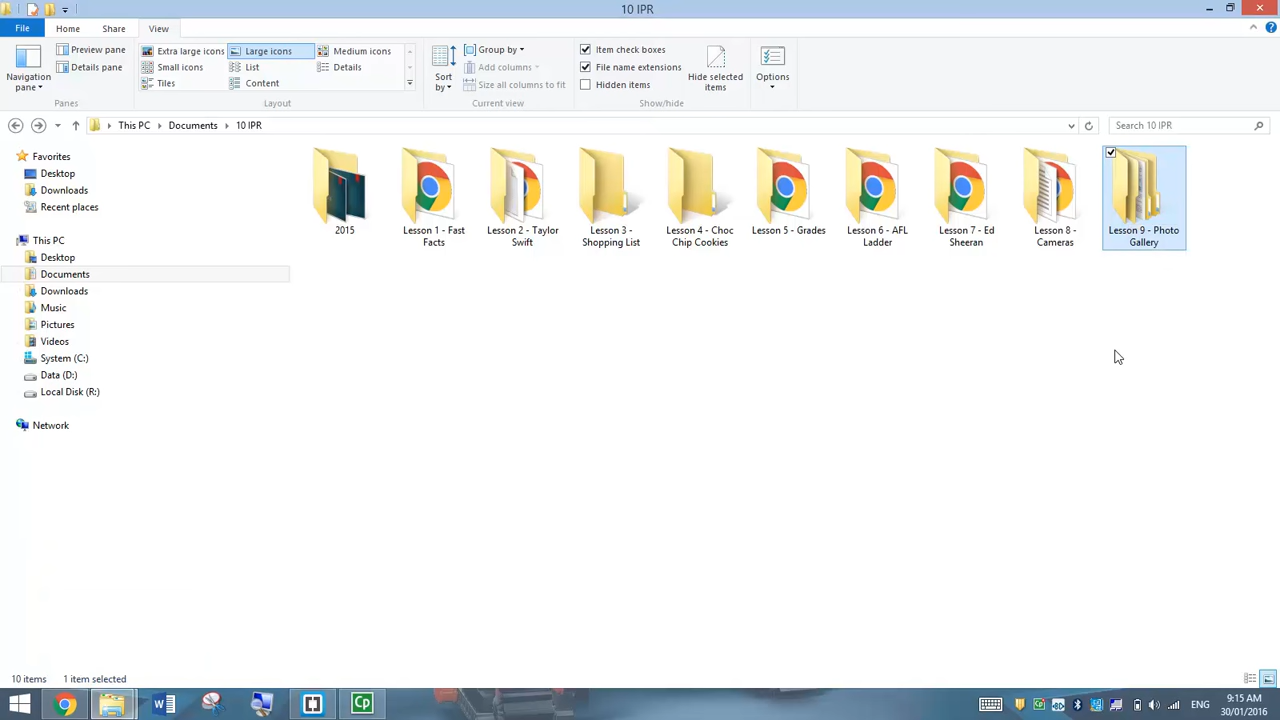 10 IPR
File Home Share View
Navigation pane
Preview pane
Details pane
Panes
Extra large icons Large icons Medium icons
Small icons List Details
Tiles Content
Layout
Sort by
Group by
Add columns
Size all columns to fit
Current view
Item check boxes
File name extensions
Hidden items
Hide selected items
Show/hide
Options
This PC Documents 10 IPR
Search 10 IPR
Favorites
Desktop
Downloads
Recent places
This PC
Desktop
Documents
Downloads
Music
Pictures
Videos
System (C:)
Data (D:)
Local Disk (R:)
Network
2015
Lesson 1 - Fast Facts
Lesson 2 - Taylor Swift
Lesson 3 - Shopping List
Lesson 4 - Choc Chip Cookies
Lesson 5 - Grades
Lesson 6 - AFL Ladder
Lesson 7 - Ed Sheeran
Lesson 8 - Cameras
Lesson 9 - Photo Gallery
10 items 1 item selected
Cp
ENG
9:15 AM
30/01/2016